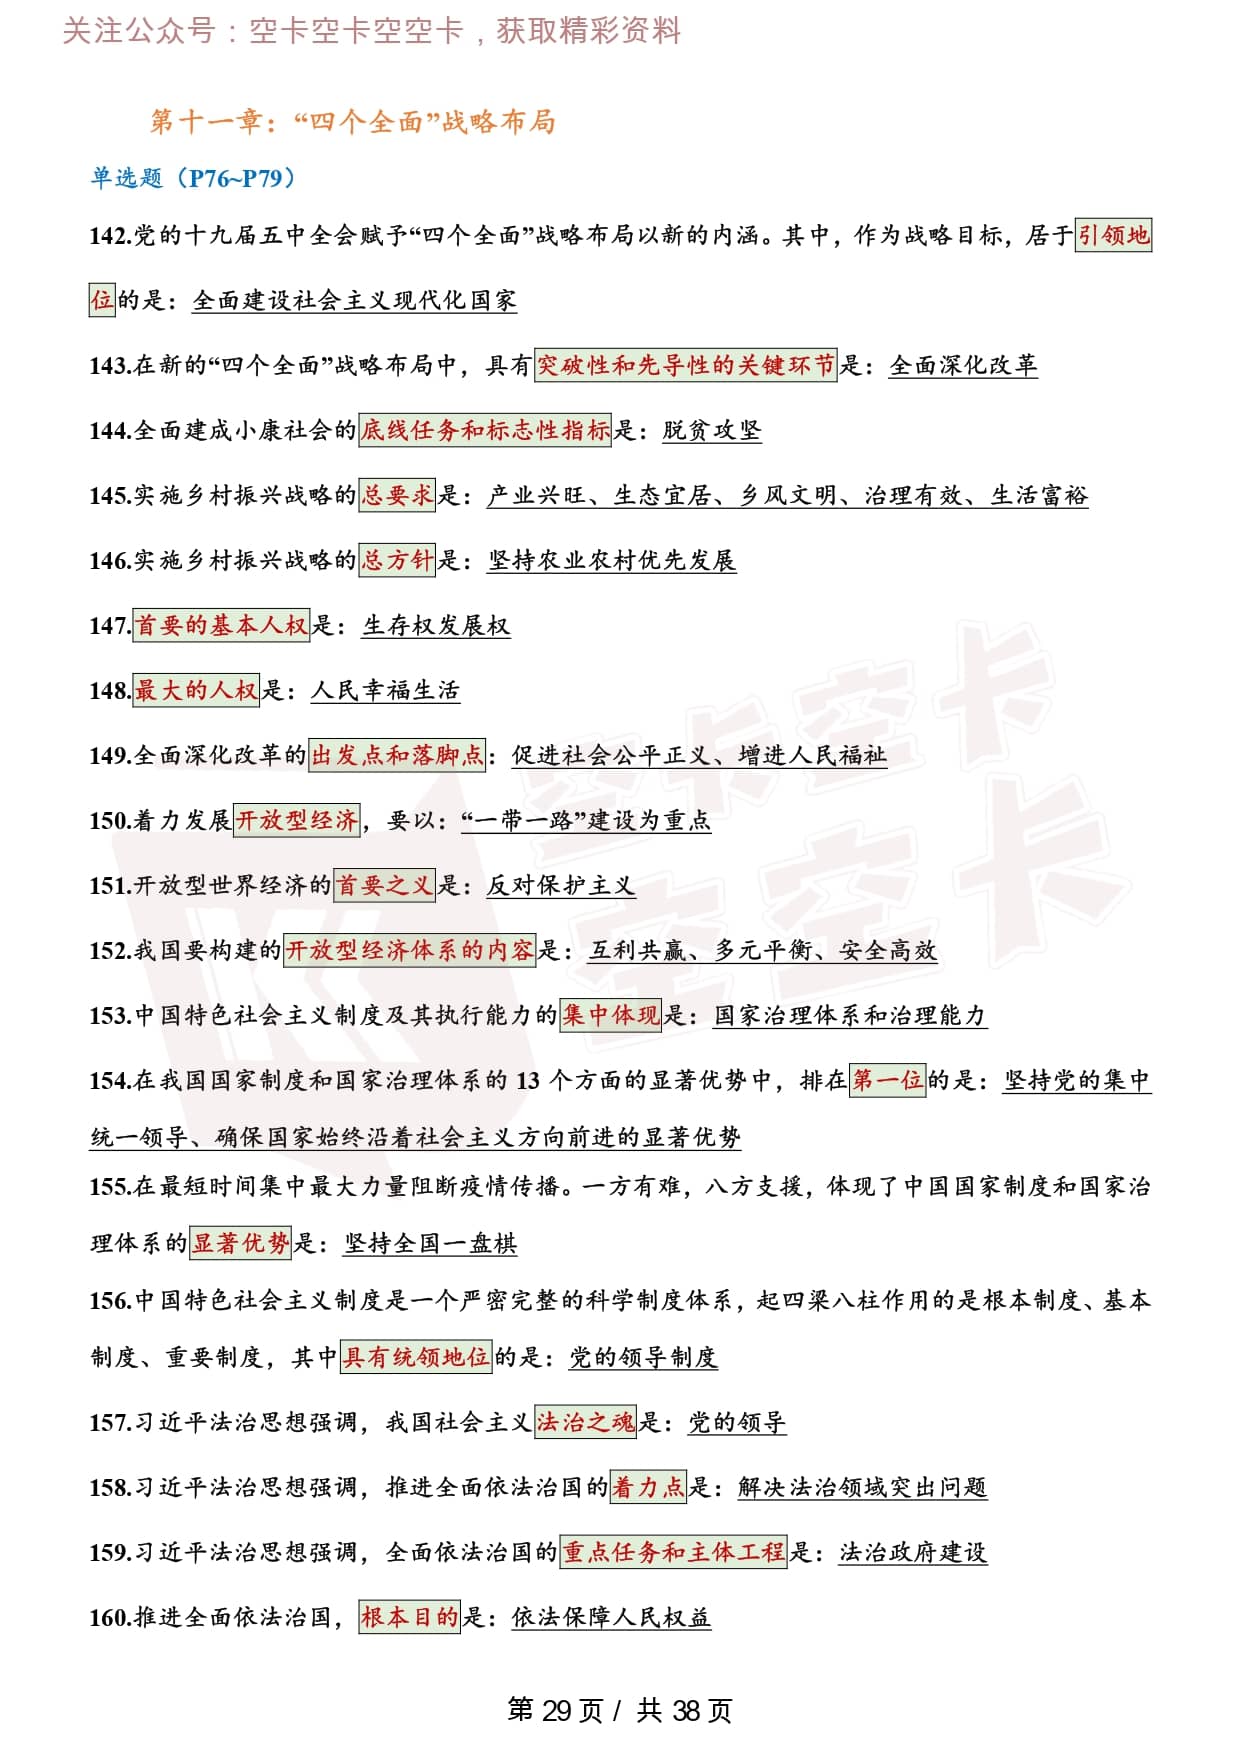 关注公众号：空卡空卡空空卡，获取精彩资料
第十一章：“四个全面”战略布局
单选题（P76~P79）
142.党的十九届五中全会赋予“四个全面”战略布局以新的内涵。其中，作为战略目标，居于引领地
位的是：全面建设社会主义现代化国家
143.在新的“四个全面”战略布局中，具有突破性和先导性的关键环节是：全面深化改革
144.全面建成小康社会的底线任务和标志性指标是：脱贫攻坚
145.实施乡村振兴战略的总要求是：产业兴旺、生态宜居、乡风文明、治理有效、生活富裕
146.实施乡村振兴战略的总方针是：坚持农业农村优先发展
147.首要的基本人权是：生存权发展权
148.最大的人权是：人民幸福生活
149.全面深化改革的出发点和落脚点：促进社会公平正义、增进人民福祉
150.着力发展开放型经济，要以：“一带一路”建设为重点
151.开放型世界经济的首要之义是：反对保护主义
152.我国要构建的开放型经济体系的内容是：互利共赢、多元平衡、安全高效
153.中国特色社会主义制度及其执行能力的集中体现是：国家治理体系和治理能力
154.在我国国家制度和国家治理体系的 13 个方面的显著优势中，排在第一位的是：坚持党的集中
统一领导、确保国家始终沿着社会主义方向前进的显著优势
155.在最短时间集中最大力量阻断疫情传播。一方有难，八方支援，体现了中国国家制度和国家治
理体系的显著优势是：坚持全国一盘棋
156.中国特色社会主义制度是一个严密完整的科学制度体系，起四梁八柱作用的是根本制度、基本
制度、重要制度，其中具有统领地位的是：党的领导制度
157.习近平法治思想强调，我国社会主义法治之魂是：党的领导
158.习近平法治思想强调，推进全面依法治国的着力点是：解决法治领域突出问题
159.习近平法治思想强调，全面依法治国的重点任务和主体工程是：法治政府建设
160.推进全面依法治国，根本目的是：依法保障人民权益
空卡空卡
空空卡
第 29 页 / 共 38 页